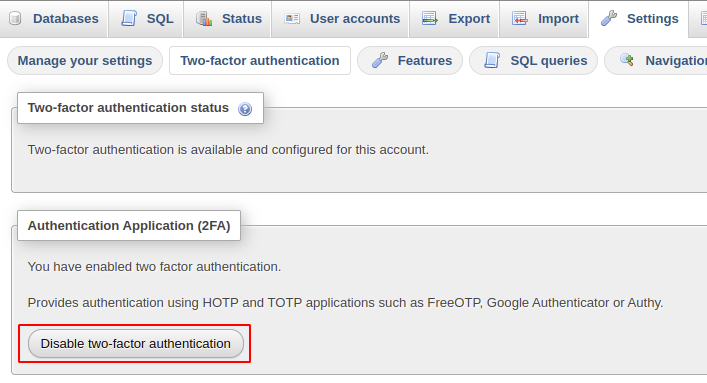 Databases SQL Status User accounts Export Import Settings
Manage your settings Two-factor authentication Features SQL queries Navigation
Two-factor authentication status
Two-factor authentication is available and configured for this account.
Authentication Application (2FA)
You have enabled two factor authentication.
Provides authentication using HOTP and TOTP applications such as FreeOTP, Google Authenticator or Authy.
Disable two-factor authentication